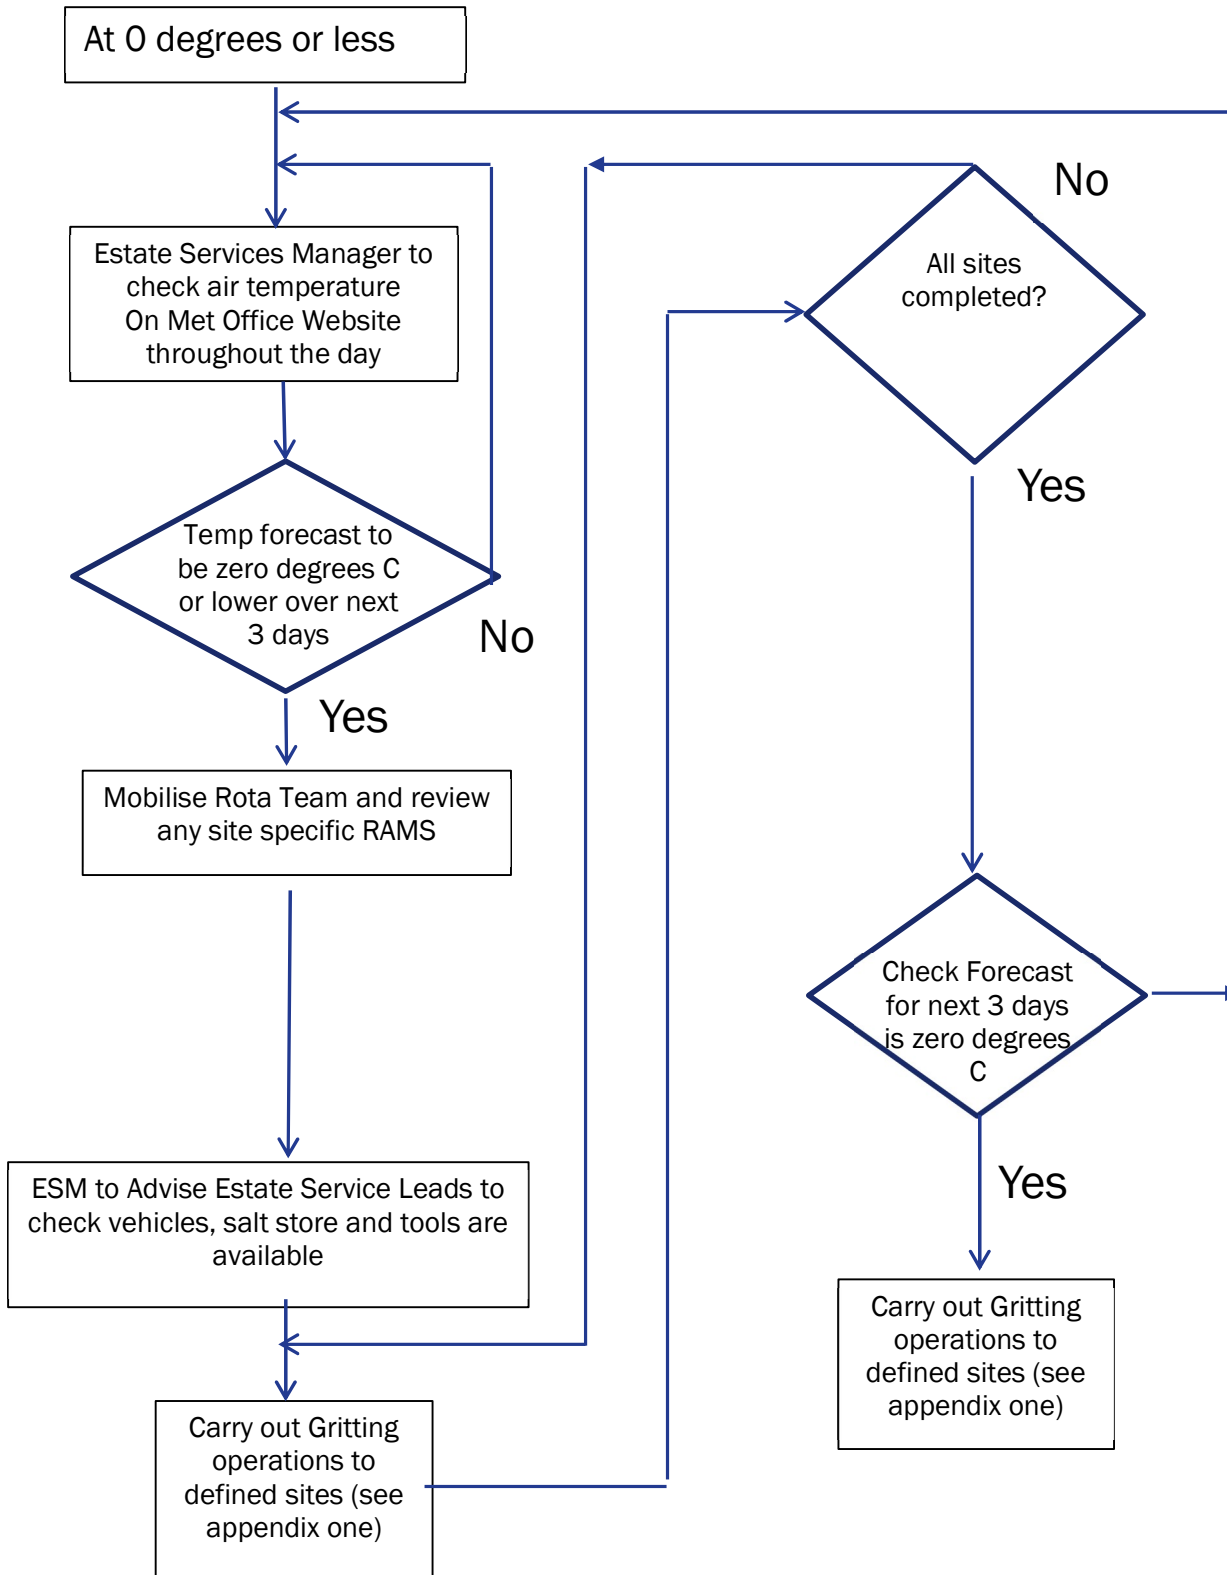 At 0 degrees or less
Estate Services Manager to
check air temperature
On Met Office Website
throughout the day
Temp forecast to
be zero degrees C
or lower over next
3 days
No
Yes
Mobilise Rota Team and review
any site specific RAMS
ESM to Advise Estate Service Leads to
check vehicles, salt store and tools are
available
Carry out Gritting
operations to
defined sites (see
appendix one)
No
All sites
completed?
Yes
Check Forecast
for next 3 days
is zero degrees
C
Yes
Carry out Gritting
operations to
defined sites (see
appendix one)